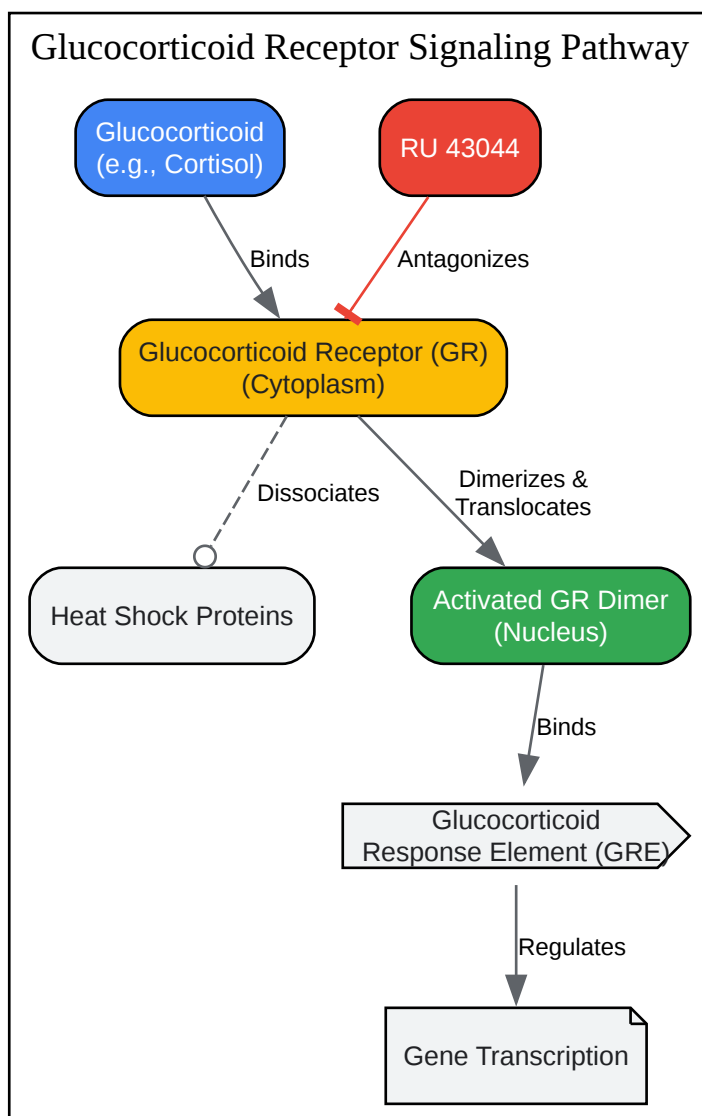 Glucocorticoid Receptor Signaling Pathway
Glucocorticoid
(e.g., Cortisol)
RU 43044
Binds
Antagonizes
Glucocorticoid Receptor (GR)
(Cytoplasm)
Dissociates
Dimerizes &
Translocates
Heat Shock Proteins
Activated GR Dimer
(Nucleus)
Binds
Glucocorticoid
Response Element (GRE)
Regulates
Gene Transcription